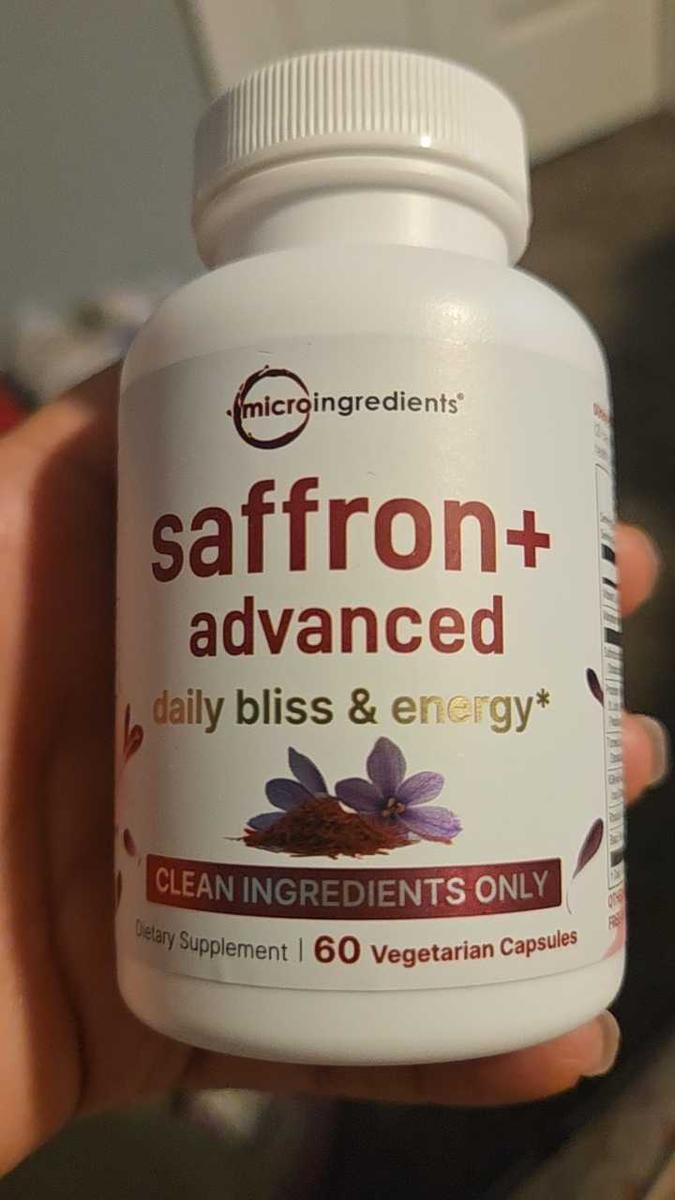 microingredients®
saffron+
advanced
daily bliss & energy*
CLEAN INGREDIENTS ONLY
Dietary Supplement | 60 Vegetarian Capsules